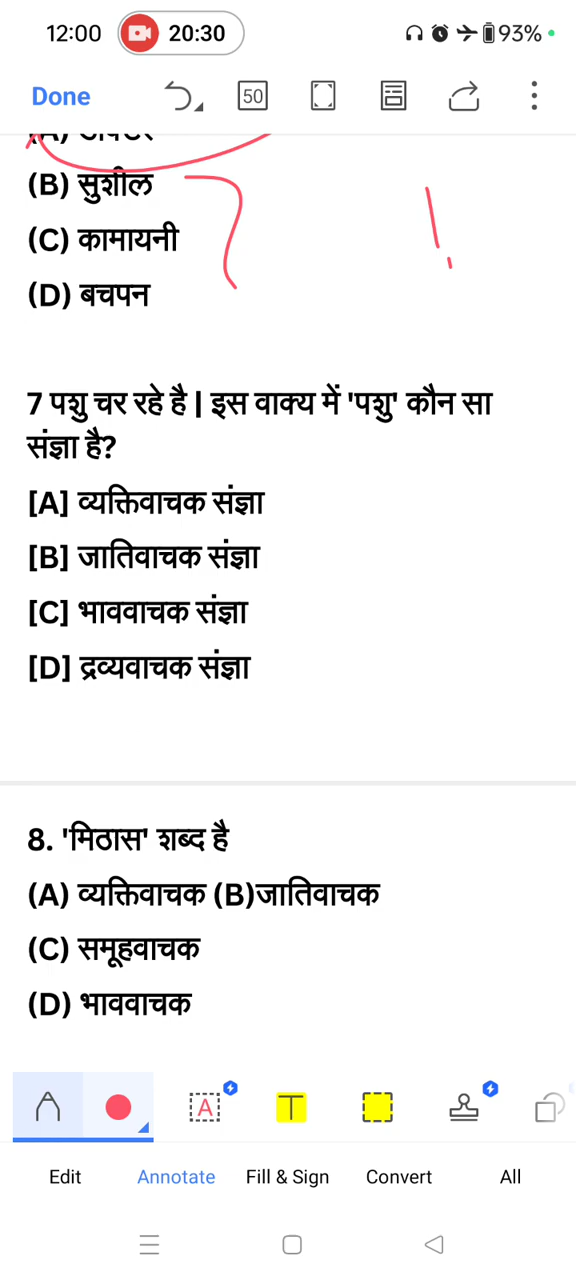 12:00 20:30 93%
Done 50
(B) सुशील
(C) कामायनी
(D) बचपन
7 पशु चर रहे है | इस वाक्य में 'पशु' कौन सा
संज्ञा है?
[A] व्यक्तिवाचक संज्ञा
[B] जातिवाचक संज्ञा
[C] भाववाचक संज्ञा
[D] द्रव्यवाचक संज्ञा
8. 'मिठास' शब्द है
(A) व्यक्तिवाचक (B)जातिवाचक
(C) समूहवाचक
(D) भाववाचक
A T
Edit Annotate Fill & Sign Convert All